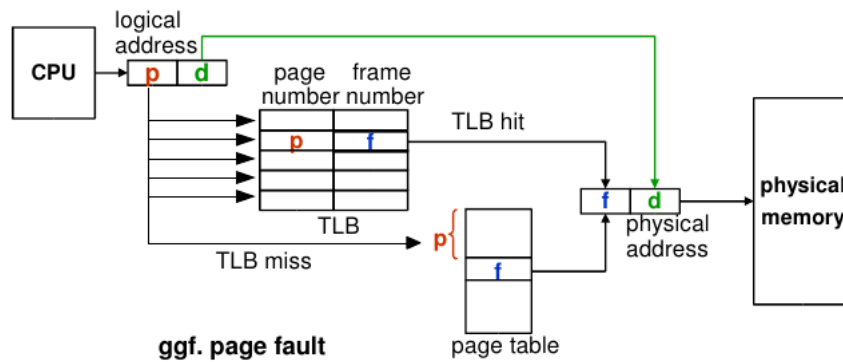 logical
address
CPU
p d
page frame
number number
TLB hit
p f
TLB
f d
physical
address
physical
memory
p
TLB miss
f
page table
ggf. page fault